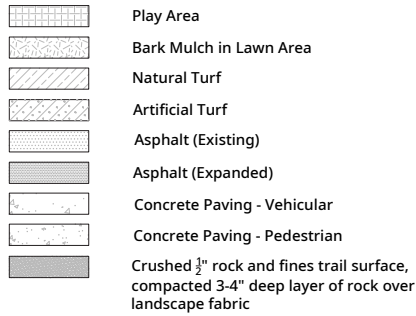 Play Area
Bark Mulch in Lawn Area
Natural Turf
Artificial Turf
Asphalt (Existing)
Asphalt (Expanded)
Concrete Paving - Vehicular
Concrete Paving - Pedestrian
Crushed ½" rock and fines trail surface,
compacted 3-4" deep layer of rock over
landscape fabric